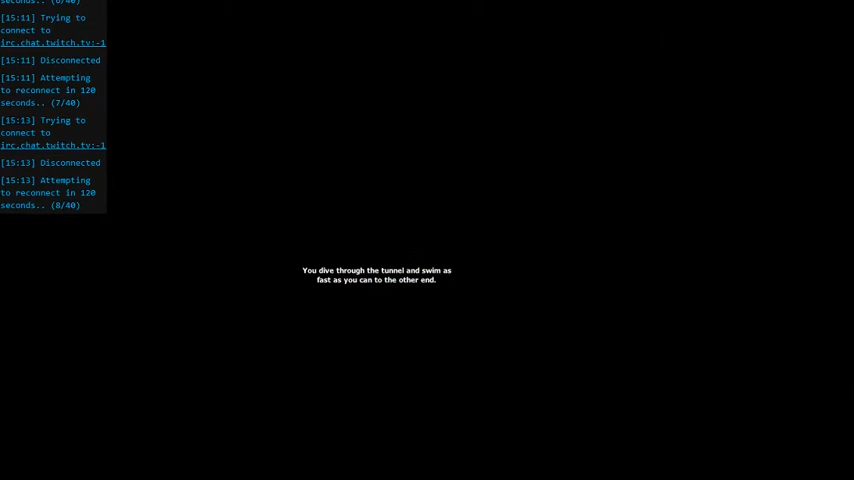 seconds.. (6/40)
[15:11] Trying to
connect to
irc.chat.twitch.tv:-1
[15:11] Disconnected
[15:11] Attempting
to reconnect in 120
seconds.. (7/40)
[15:13] Trying to
connect to
irc.chat.twitch.tv:-1
[15:13] Disconnected
[15:13] Attempting
to reconnect in 120
seconds.. (8/40)
You dive through the tunnel and swim as
fast as you can to the other end.